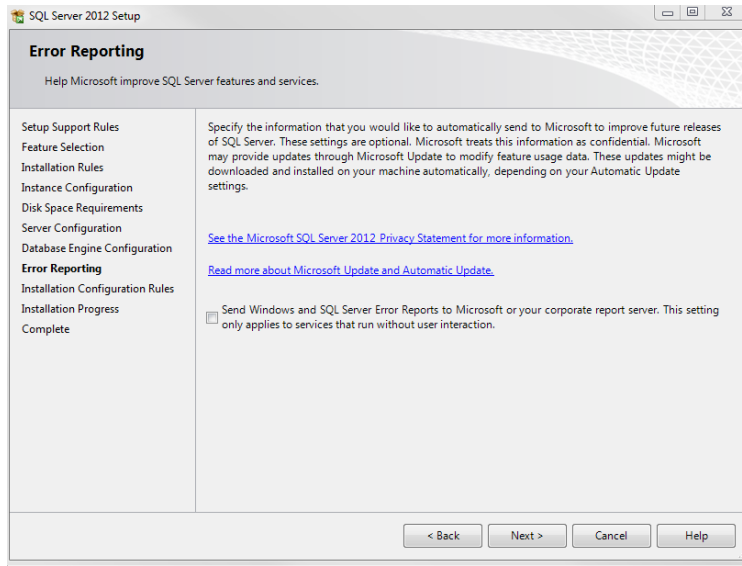 SQL Server 2012 Setup
Error Reporting
Help Microsoft improve SQL Server features and services.
Setup Support Rules
Feature Selection
Installation Rules
Instance Configuration
Disk Space Requirements
Server Configuration
Database Engine Configuration
Error Reporting
Installation Configuration Rules
Installation Progress
Complete
Specify the information that you would like to automatically send to Microsoft to improve future releases
of SQL Server. These settings are optional. Microsoft treats this information as confidential. Microsoft
may provide updates through Microsoft Update to modify feature usage data. These updates might be
downloaded and installed on your machine automatically, depending on your Automatic Update
settings.
See the Microsoft SQL Server 2012 Privacy Statement for more information.
Read more about Microsoft Update and Automatic Update.
Send Windows and SQL Server Error Reports to Microsoft or your corporate report server. This setting
only applies to services that run without user interaction.
< Back
Next >
Cancel
Help